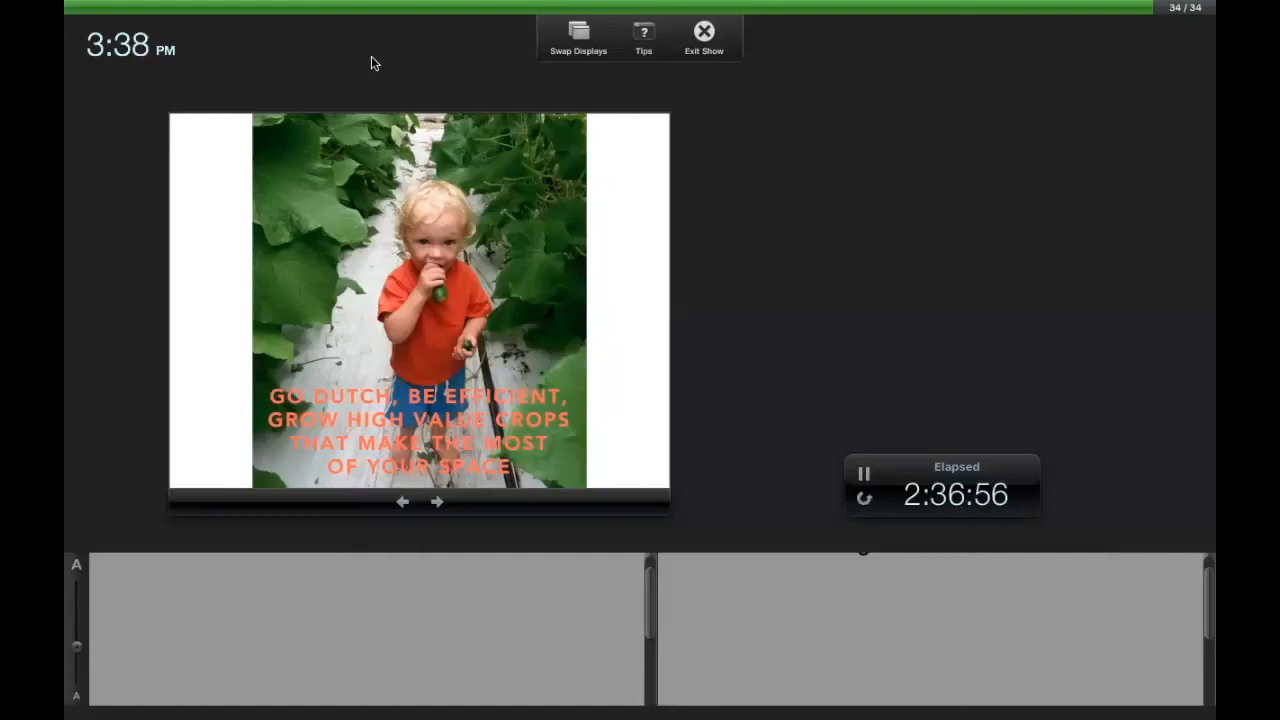 34 / 34
3:38 PM
Swap Displays
Tips
Exit Show
GO DUTCH, BE EFFICIENT,
GROW HIGH VALUE CROPS
THAT MAKE THE MOST
OF YOUR SPACE
Elapsed
2:36:56
A
A